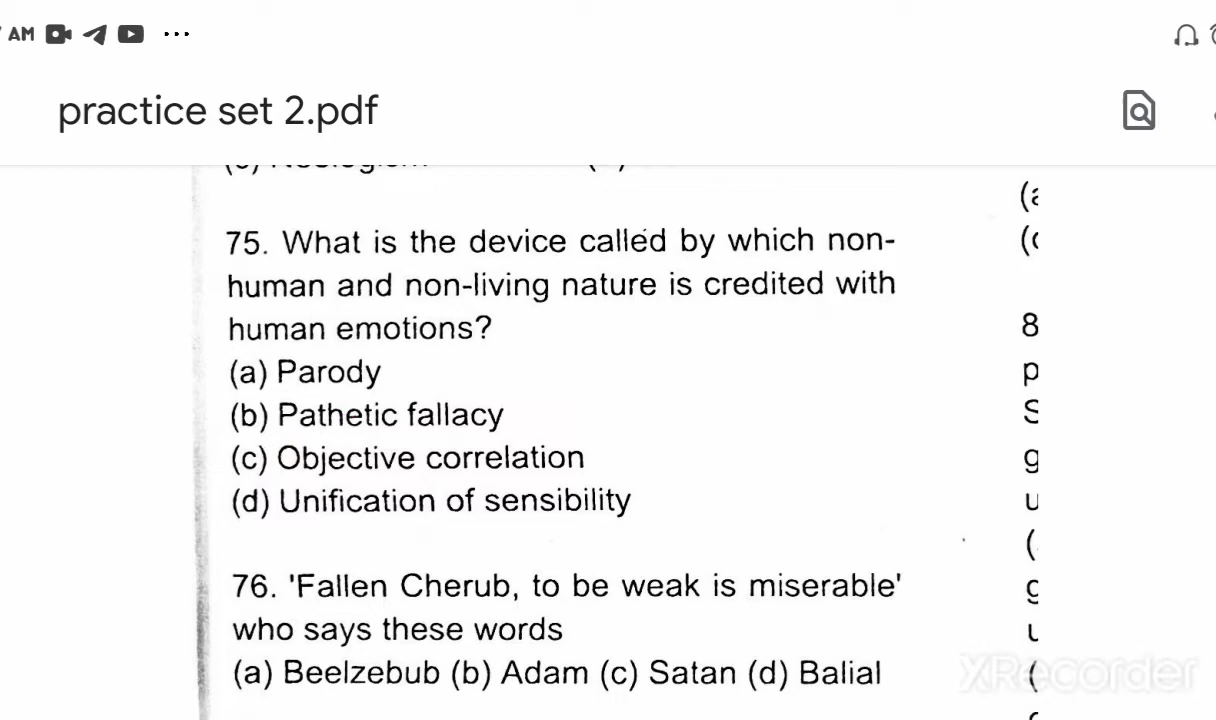 AM
practice set 2.pdf
75. What is the device called by which non-
human and non-living nature is credited with
human emotions?
(a) Parody
(b) Pathetic fallacy
(c) Objective correlation
(d) Unification of sensibility
76. 'Fallen Cherub, to be weak is miserable'
who says these words
(a) Beelzebub (b) Adam (c) Satan (d) Balial
8
p
S
g
u
XRecorder